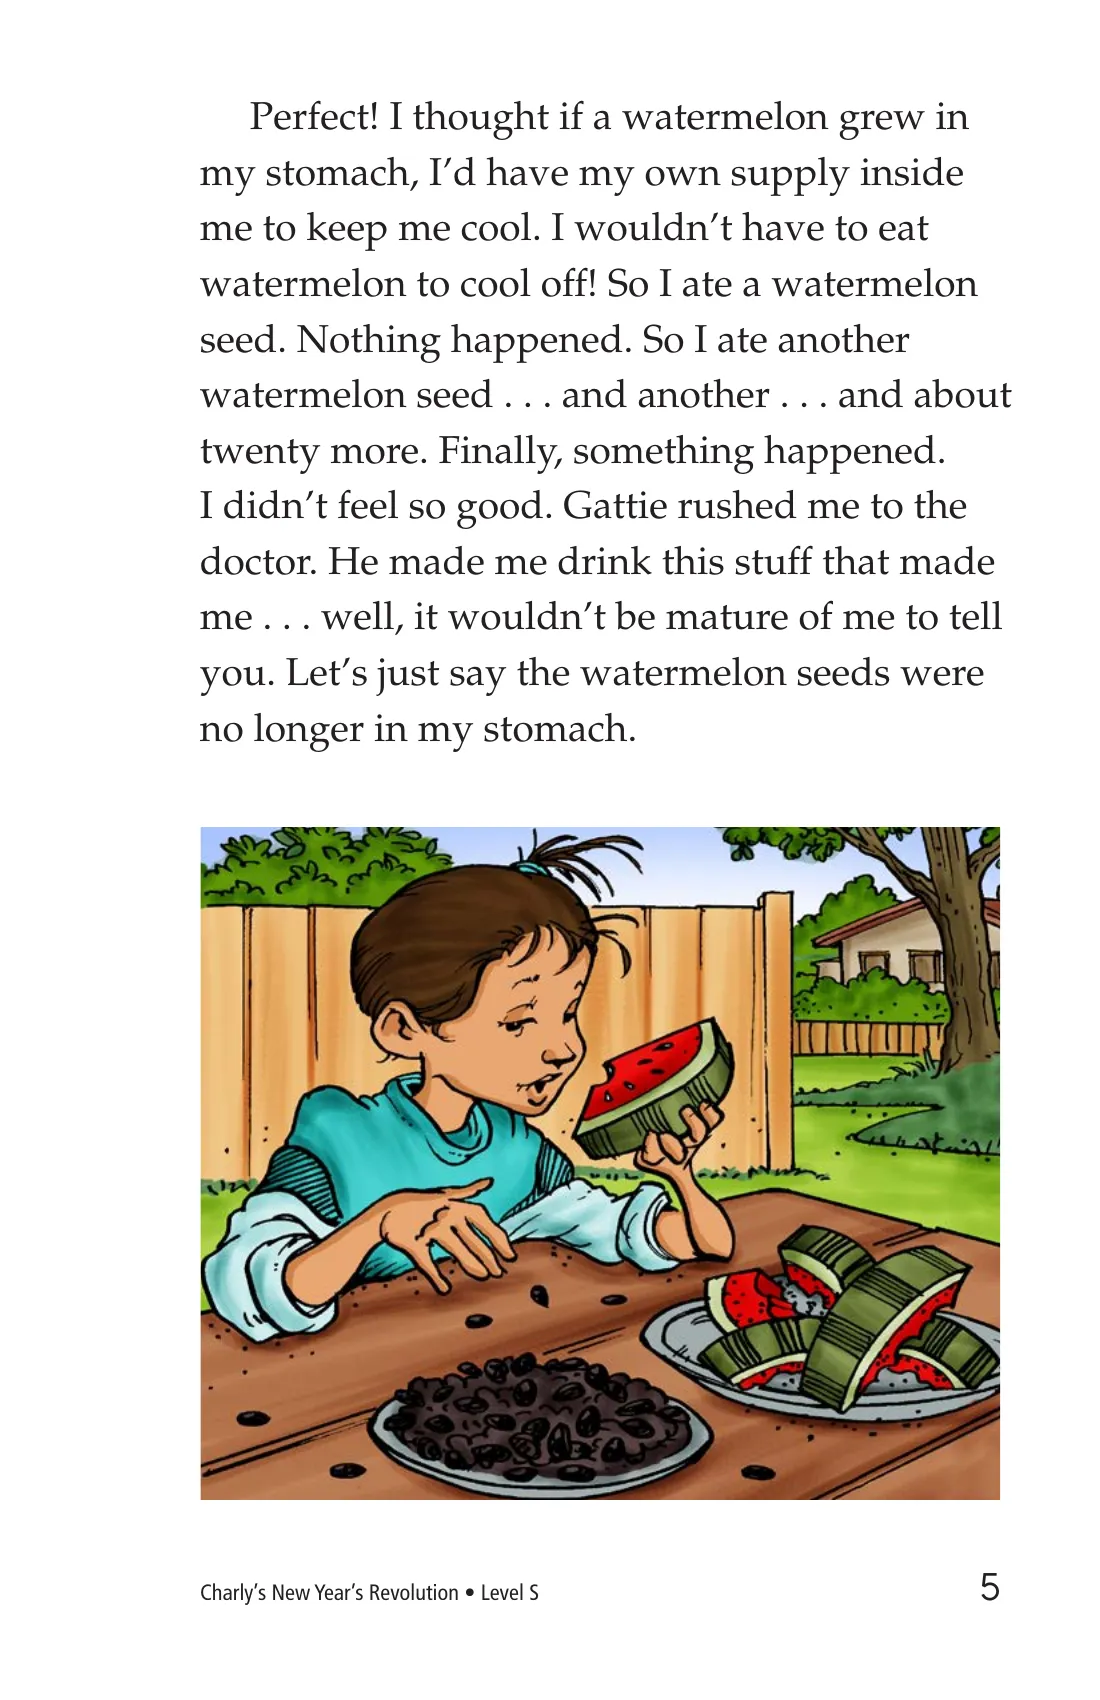 Perfect! I thought if a watermelon grew in
my stomach, I’d have my own supply inside
me to keep me cool. I wouldn’t have to eat
watermelon to cool off! So I ate a watermelon
seed. Nothing happened. So I ate another
watermelon seed . . . and another . . . and about
twenty more. Finally, something happened.
I didn’t feel so good. Gattie rushed me to the
doctor. He made me drink this stuff that made
me . . . well, it wouldn’t be mature of me to tell
you. Let’s just say the watermelon seeds were
no longer in my stomach.
Charly’s New Year’s Revolution • Level S
5